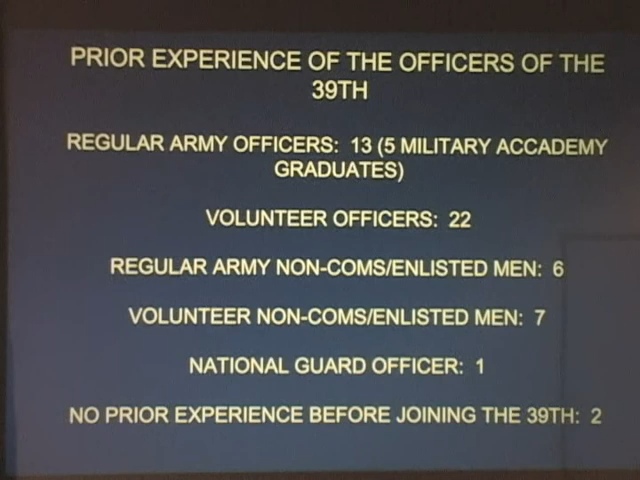 PRIOR EXPERIENCE OF THE OFFICERS OF THE
39TH
REGULAR ARMY OFFICERS: 13 (5 MILITARY ACCADEMY
GRADUATES)
VOLUNTEER OFFICERS: 22
REGULAR ARMY NON-COMS/ENLISTED MEN: 6
VOLUNTEER NON-COMS/ENLISTED MEN: 7
NATIONAL GUARD OFFICER: 1
NO PRIOR EXPERIENCE BEFORE JOINING THE 39TH: 2